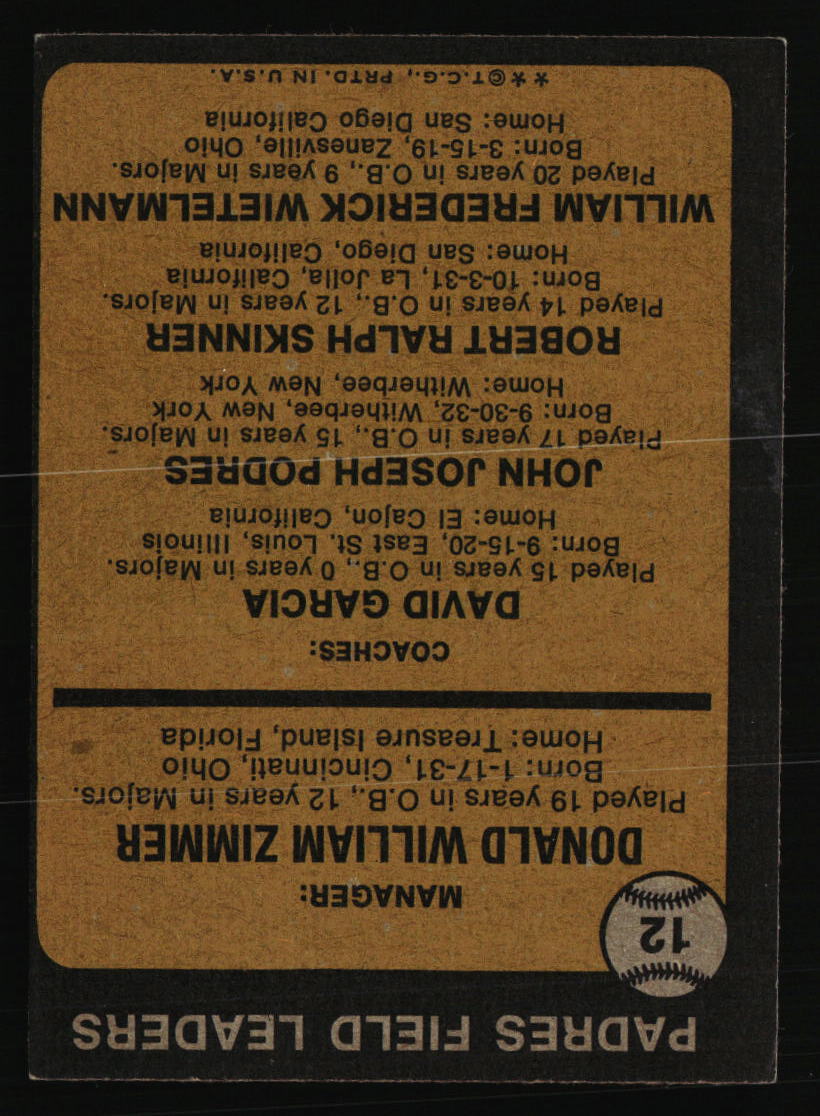 PADRES FIELD LEADERS
12
MANAGER:
DONALD WILLIAM ZIMMER
Played 19 years in O.B., 12 years in Majors.
Born: 1-17-31, Cincinnati, Ohio
Home: Treasure Island, Florida
COACHES:
DAVID GARCIA
Played 15 years in O.B., 0 years in Majors.
Born: 9-15-20, East St. Louis, Illinois
Home: El Cajon, California
JOHN JOSEPH PODRES
Played 17 years in O.B., 15 years in Majors.
Born: 9-30-32, Witherbee, New York
Home: Witherbee, New York
ROBERT RALPH SKINNER
Played 14 years in O.B., 12 years in Majors.
Born: 10-3-31, La Jolla, California
Home: San Diego, California
WILLIAM FREDERICK WIETELMANN
Played 20 years in O.B., 9 years in Majors.
Born: 3-15-19, Zanesville, Ohio
Home: San Diego California
★★©T.C.G., PRTD. IN U.S.A.